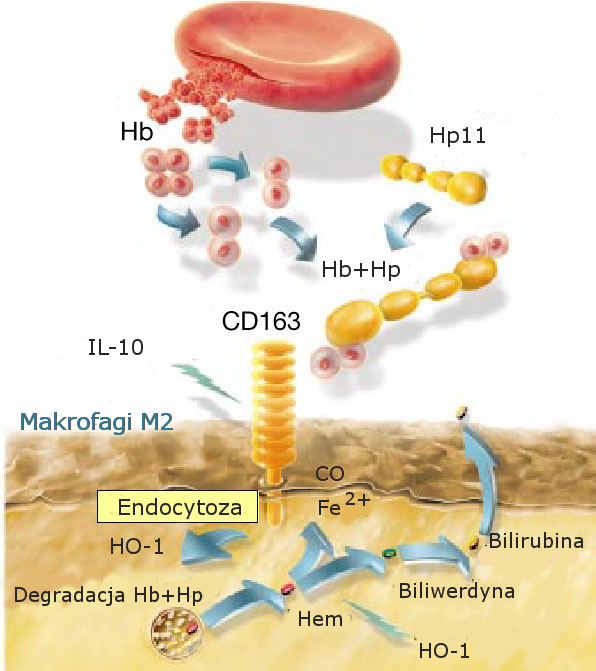 Hb
Hp11
Hb+Hp
CD163
IL-10
Makrofagi M2
CO
Fe2+
Endocytoza
HO-1
Bilirubina
Degradacja Hb+Hp
Biliwerdyna
Hem
HO-1